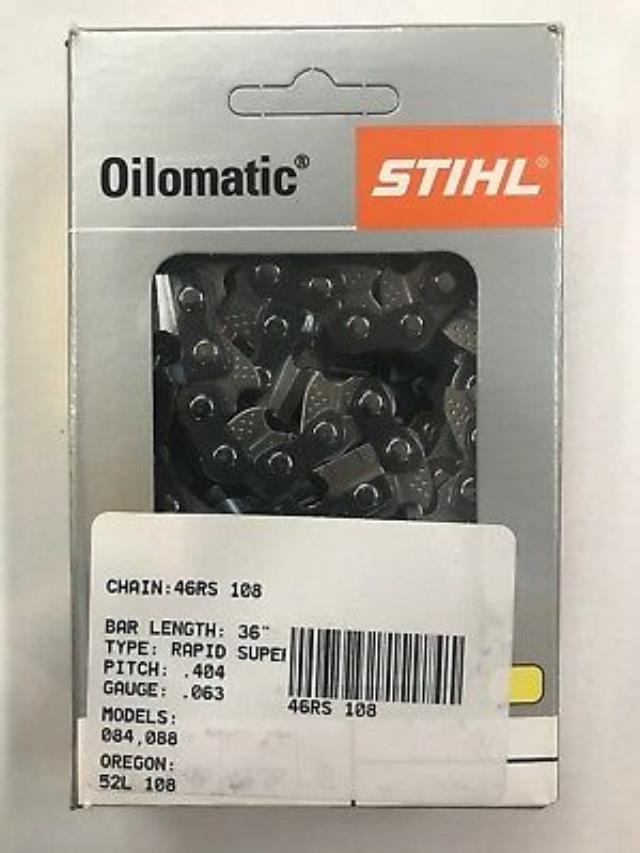 Oilomatic® STIHL®
CHAIN:46RS 108
BAR LENGTH: 36"
TYPE: RAPID SUPER
PITCH: .404
GAUGE: .063
46RS 108
MODELS:
084,088
OREGON:
52L 108